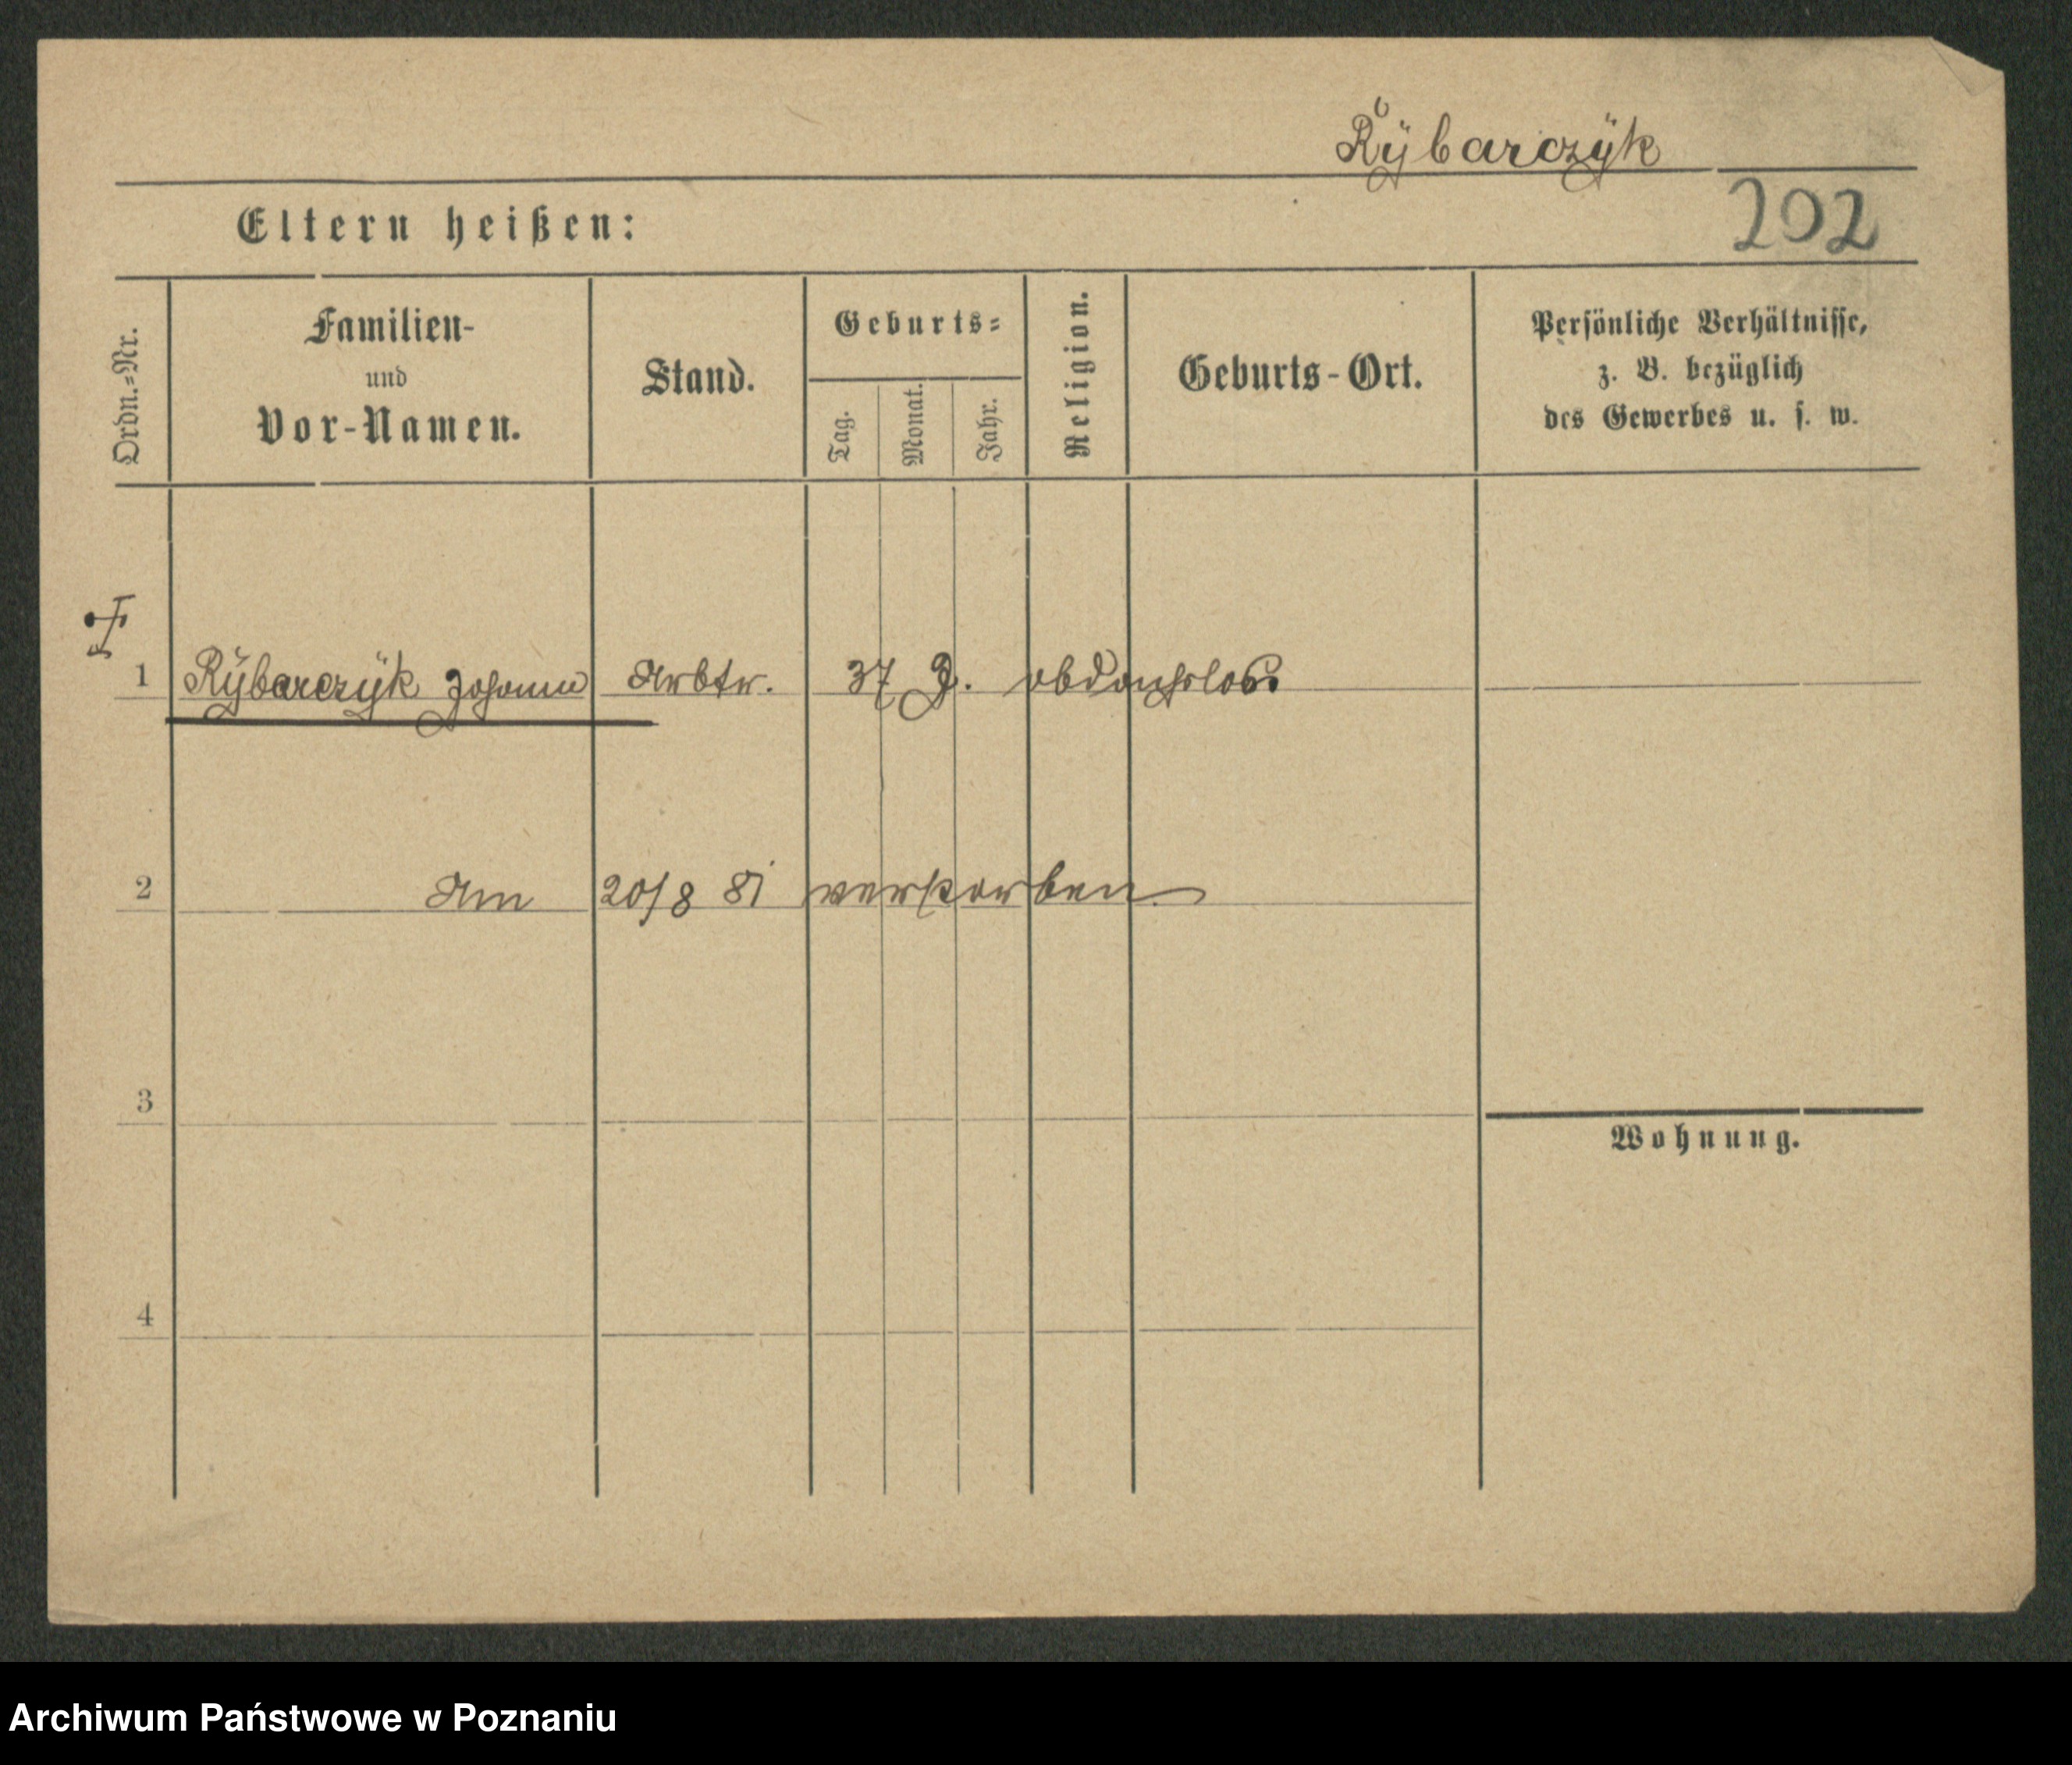 Rÿbarczÿk
Eltern heißen:
202
Ordn.=Nr.
Familien-
und
Vor-Namen.
Stand.
Geburts=
Tag.
Monat.
Jahr.
Religion.
Geburts-Ort.
Persönliche Verhältnisse,
z. B. bezüglich
des Gewerbes u. s. w.
1 Rÿbarczÿk Johann Arbtr. 37 J. obdachslos.
2 Am 20/8 81 verstorben
3
Wohnung.
4
Archiwum Państwowe w Poznaniu